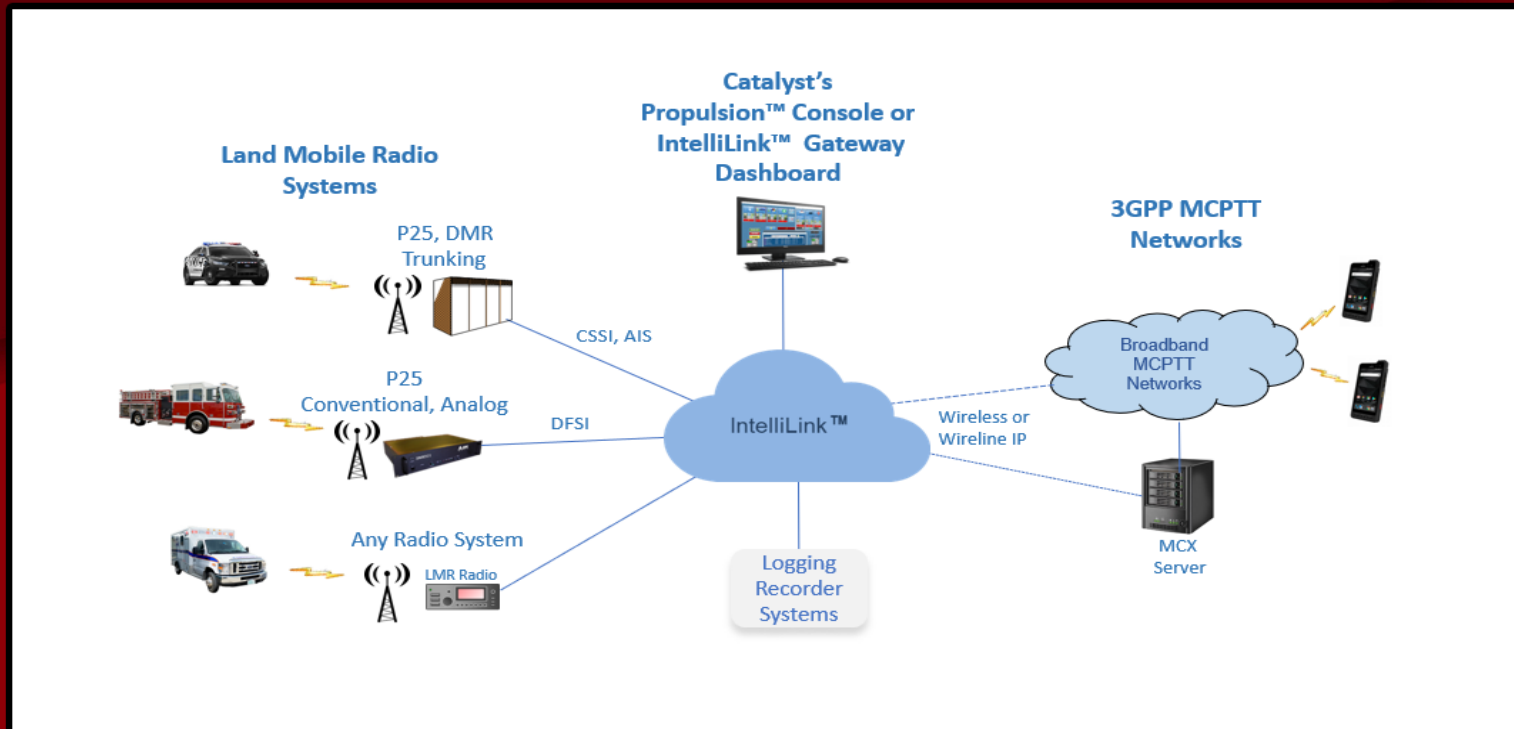 Catalyst's
Propulsion™ Console or
IntelliLink™ Gateway
Dashboard
Land Mobile Radio
Systems
3GPP MCPTT
Networks
P25, DMR
Trunking
CSSI, AIS
Broadband
MCPTT
Networks
P25
Conventional, Analog
DFSI
IntelliLink™
Wireless or
Wireline IP
Any Radio System
LMR Radio
MCX
Server
Logging
Recorder
Systems